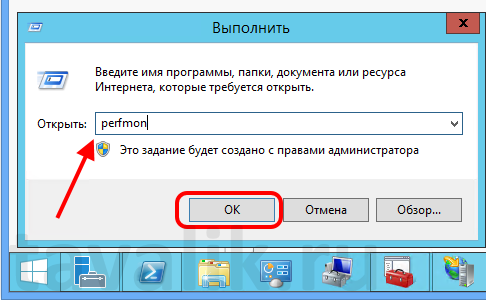 Выполнить
x
Введите имя программы, папки, документа или ресурса
Интернета, которые требуется открыть.
Открыть: perfmon
Это задание будет создано с правами администратора
ОК Отмена Обзор...
tavalik.ru